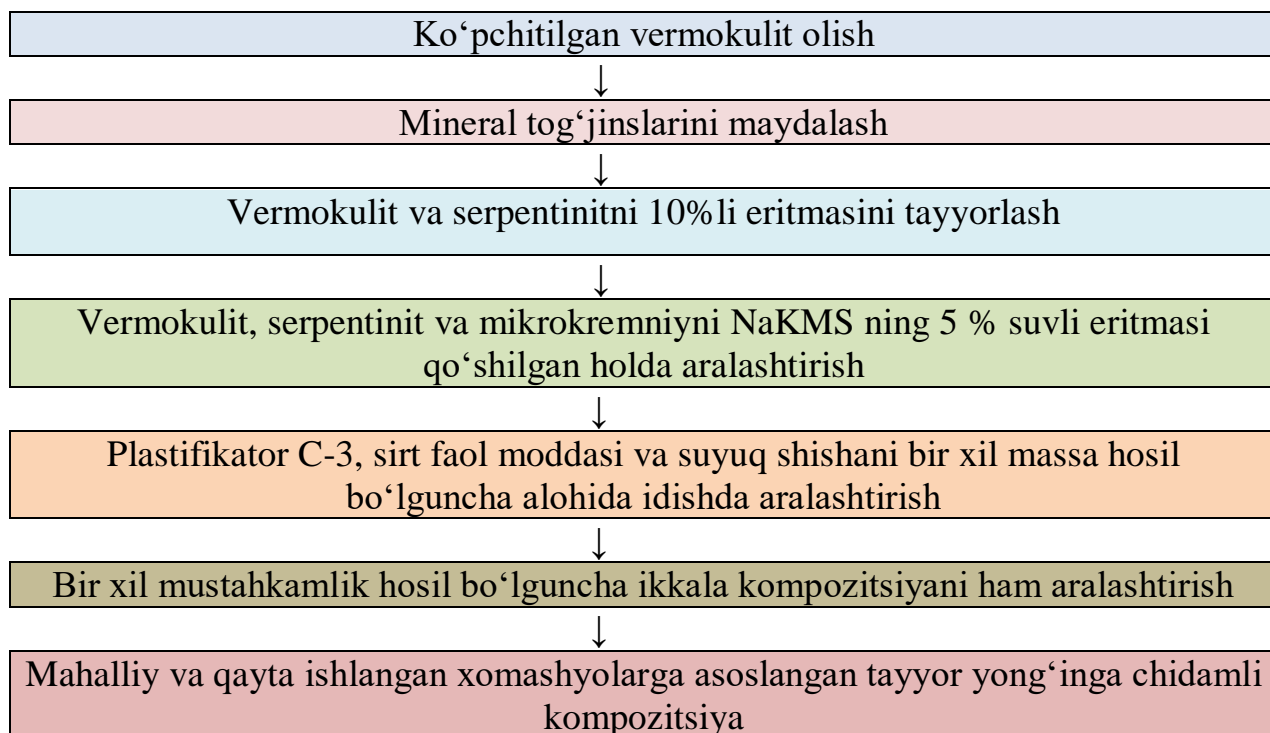 Ko‘pchitilgan vermokulit olish
↓
Mineral tog‘jinslarini maydalash
↓
Vermokulit va serpentinitni 10%li eritmasini tayyorlash
↓
Vermokulit, serpentinit va mikrokremniyni NaKMS ning 5 % suvli eritmasi
qo‘shilgan holda aralashtirish
↓
Plastifikator C-3, sirt faol moddasi va suyuq shishani bir xil massa hosil
bo‘lguncha alohida idishda aralashtirish
↓
Bir xil mustahkamlik hosil bo‘lguncha ikkala kompozitsiyani ham aralashtirish
↓
Mahalliy va qayta ishlangan xomashyolarga asoslangan tayyor yong‘inga chidamli
kompozitsiya